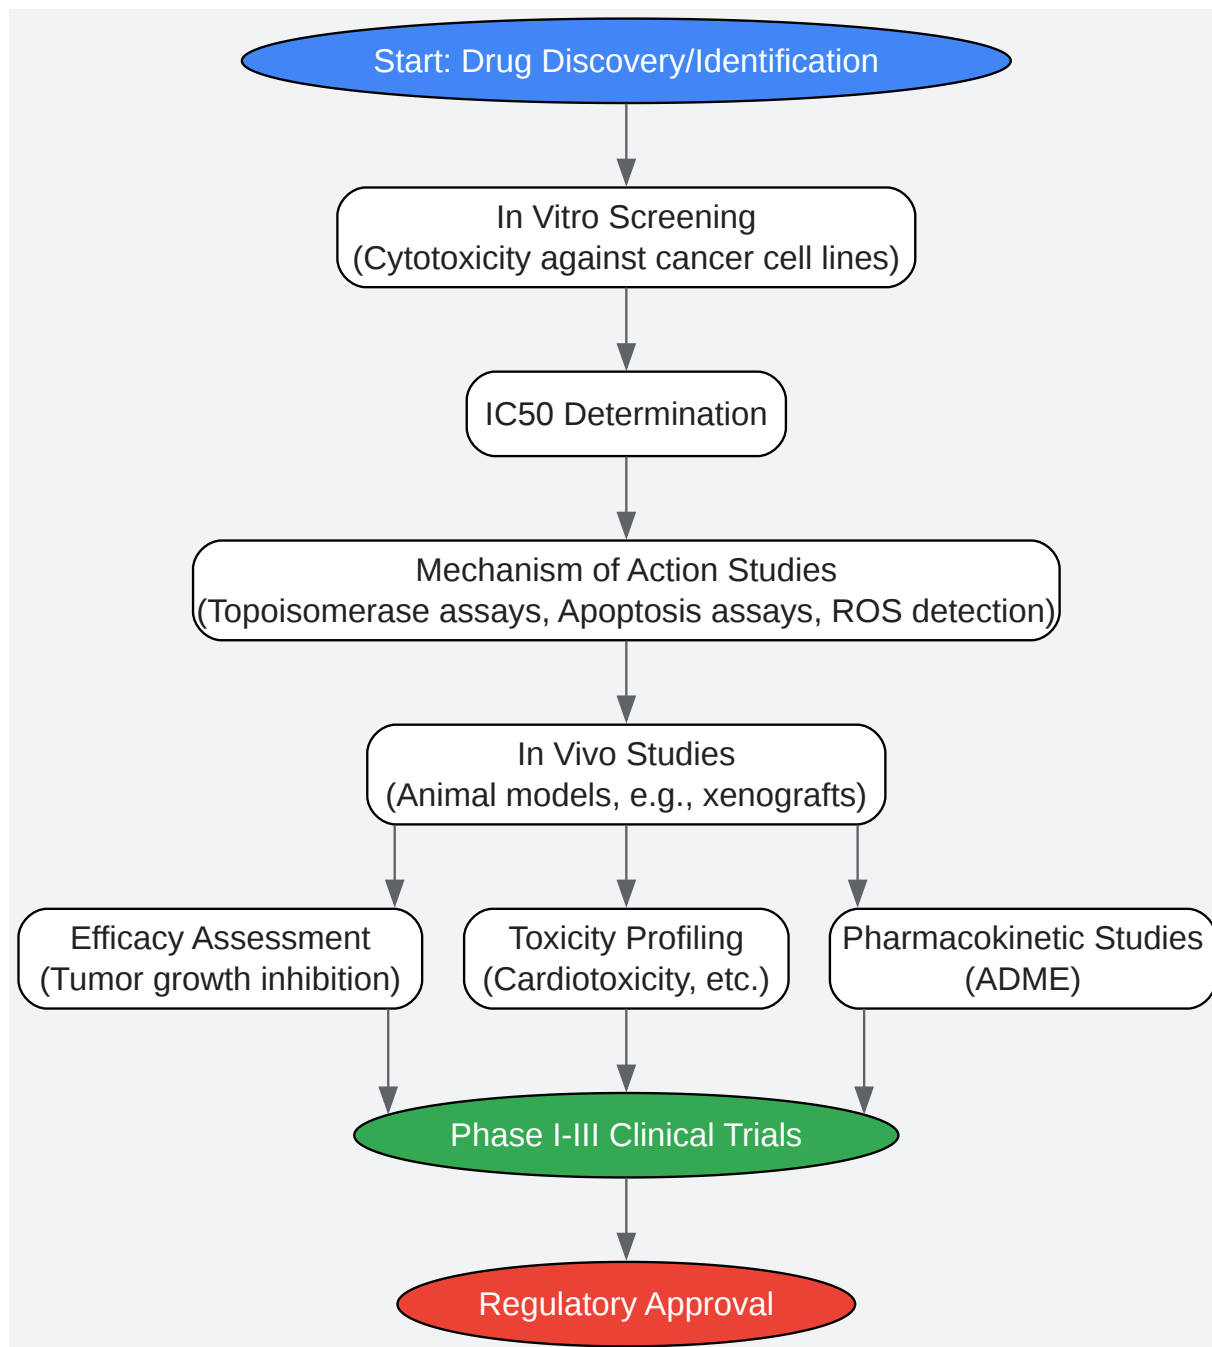 Start: Drug Discovery/Identification
In Vitro Screening
(Cytotoxicity against cancer cell lines)
IC50 Determination
Mechanism of Action Studies
(Topoisomerase assays, Apoptosis assays, ROS detection)
In Vivo Studies
(Animal models, e.g., xenografts)
Efficacy Assessment
(Tumor growth inhibition)
Toxicity Profiling
(Cardiotoxicity, etc.)
Pharmacokinetic Studies
(ADME)
Phase I-III Clinical Trials
Regulatory Approval